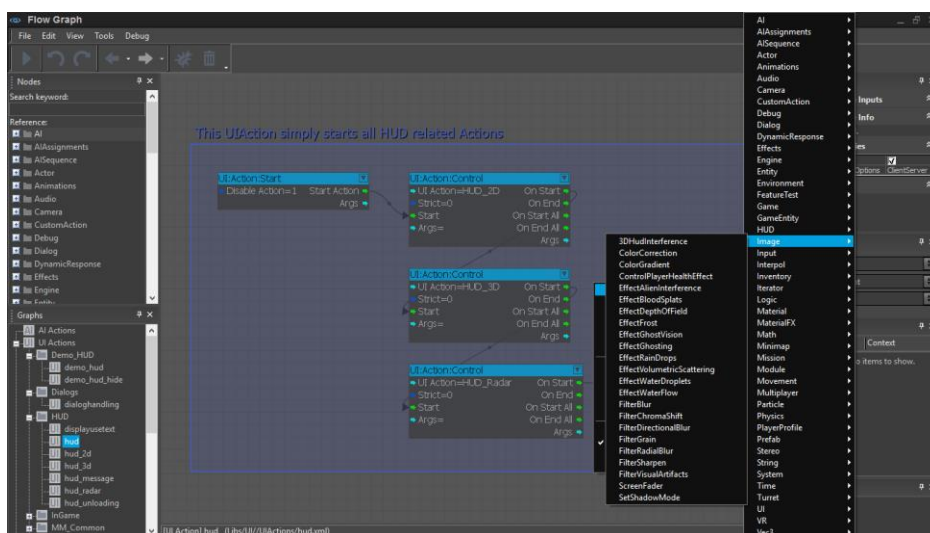 Flow Graph
File Edit View Tools Debug
Nodes
Search keyword:
Reference:
AI
AIAssignments
AISequence
Actor
Animations
Audio
Camera
CustomAction
Debug
Dialog
DynamicResponse
Effects
Engine
Entity
Graphs
AI Actions
UI Actions
Demo_HUD
demo_hud
demo_hud_hide
Dialogs
dialoghandling
HUD
displayusetext
hud
hud_2d
hud_3d
hud_message
hud_radar
hud_unloading
InGame
MM_Common
This UIAction simply starts all HUD related Actions
UI:Action:Start
Disable Action=1 Start Action
Args
UI:Action:Control
UI Action=HUD_2D On Start
Strict=0 On End
Start On Start All
Args= On End All
Args
UI:Action:Control
UI Action=HUD_3D On Start
Strict=0 On End
Start On Start All
Args= On End All
Args
UI:Action:Control
UI Action=HUD_Radar On Start
Strict=0 On End
Start On Start All
Args= On End All
Args
[UI Action] hud (Libs/UI//UIActions/hud.xml)
3DHudInterference
ColorCorrection
ColorGradient
ControlPlayerHealthEffect
EffectAlienInterference
EffectBloodSplats
EffectDepthOfField
EffectFrost
EffectGhostVision
EffectGhosting
EffectRainDrops
EffectVolumetricScattering
EffectWaterDroplets
EffectWaterFlow
FilterBlur
FilterChromaShift
FilterDirectionalBlur
FilterGrain
FilterRadialBlur
FilterSharpen
FilterVisualArtifacts
ScreenFader
SetShadowMode
AI
AIAssignments
AISequence
Actor
Animations
Audio
Camera
CustomAction
Debug
Dialog
DynamicResponse
Effects
Engine
Entity
Environment
FeatureTest
Game
GameEntity
HUD
Image
Input
Interpol
Inventory
Iterator
Logic
Material
MaterialFX
Math
Minimap
Mission
Module
Movement
Multiplayer
Particle
Physics
PlayerProfile
Prefab
Stereo
String
System
Time
Turret
UI
VR
Vec3
Inputs
Info
ies
Options ClientServer
Context
o items to show.